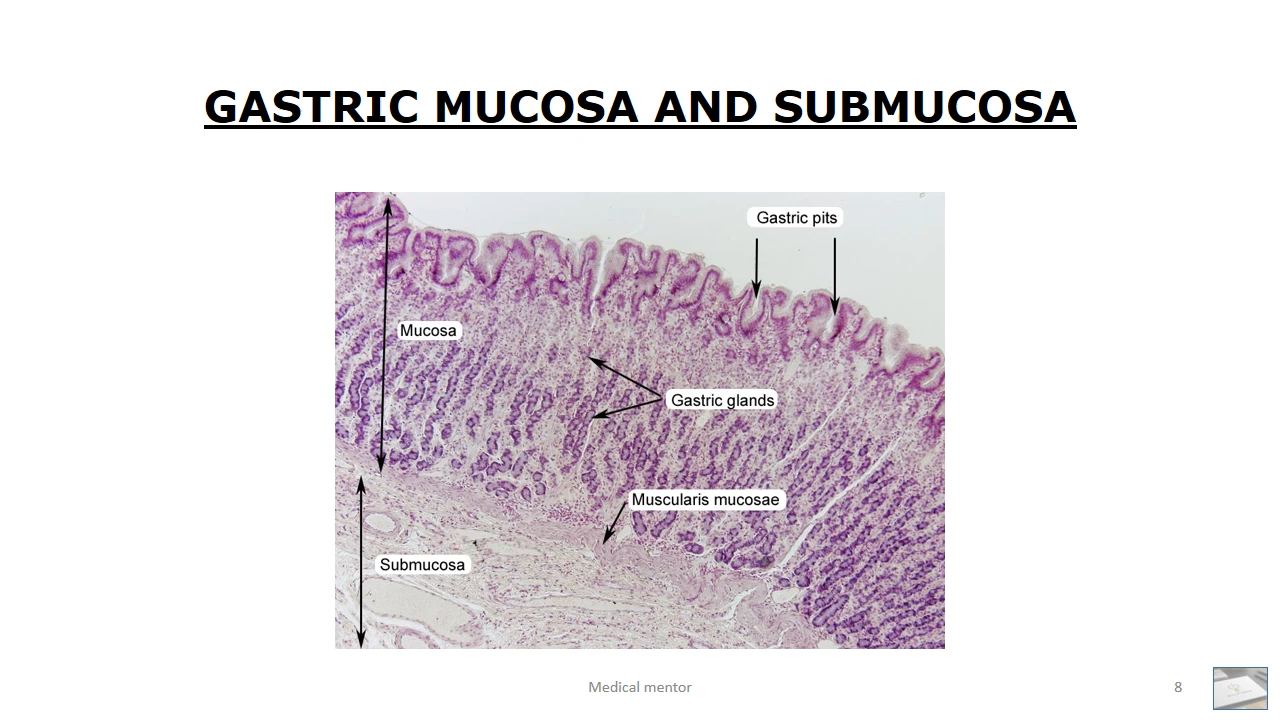 GASTRIC MUCOSA AND SUBMUCOSA
Gastric pits
Mucosa
Gastric glands
Muscularis mucosae
Submucosa
Medical mentor
8